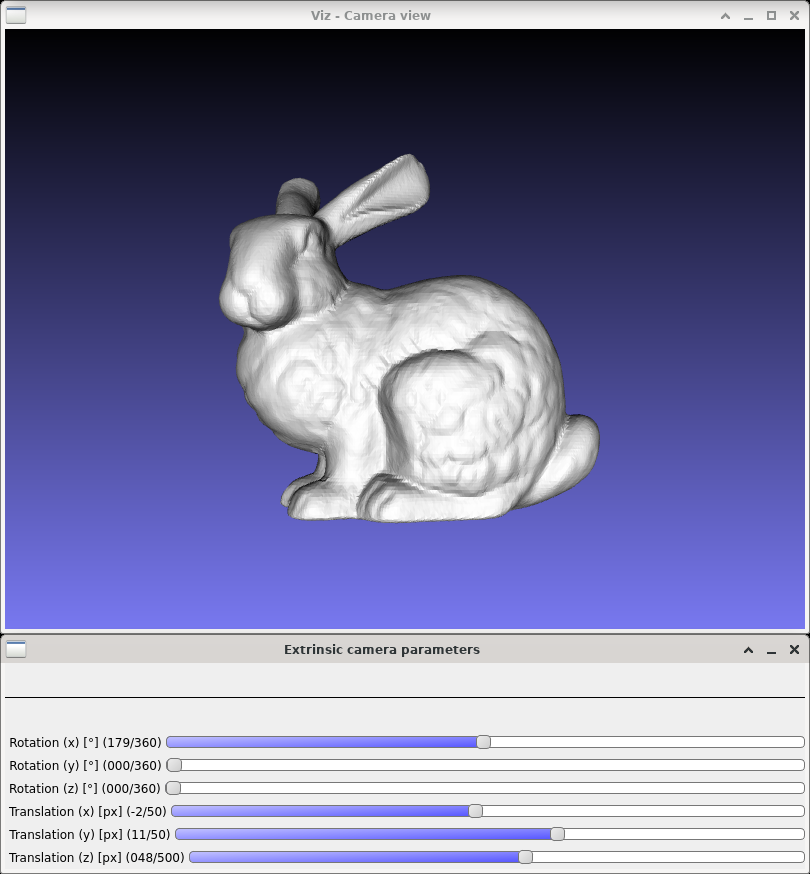 Viz - Camera view
Extrinsic camera parameters
Rotation (x) [°] (179/360)
Rotation (y) [°] (000/360)
Rotation (z) [°] (000/360)
Translation (x) [px] (-2/50)
Translation (y) [px] (11/50)
Translation (z) [px] (048/500)